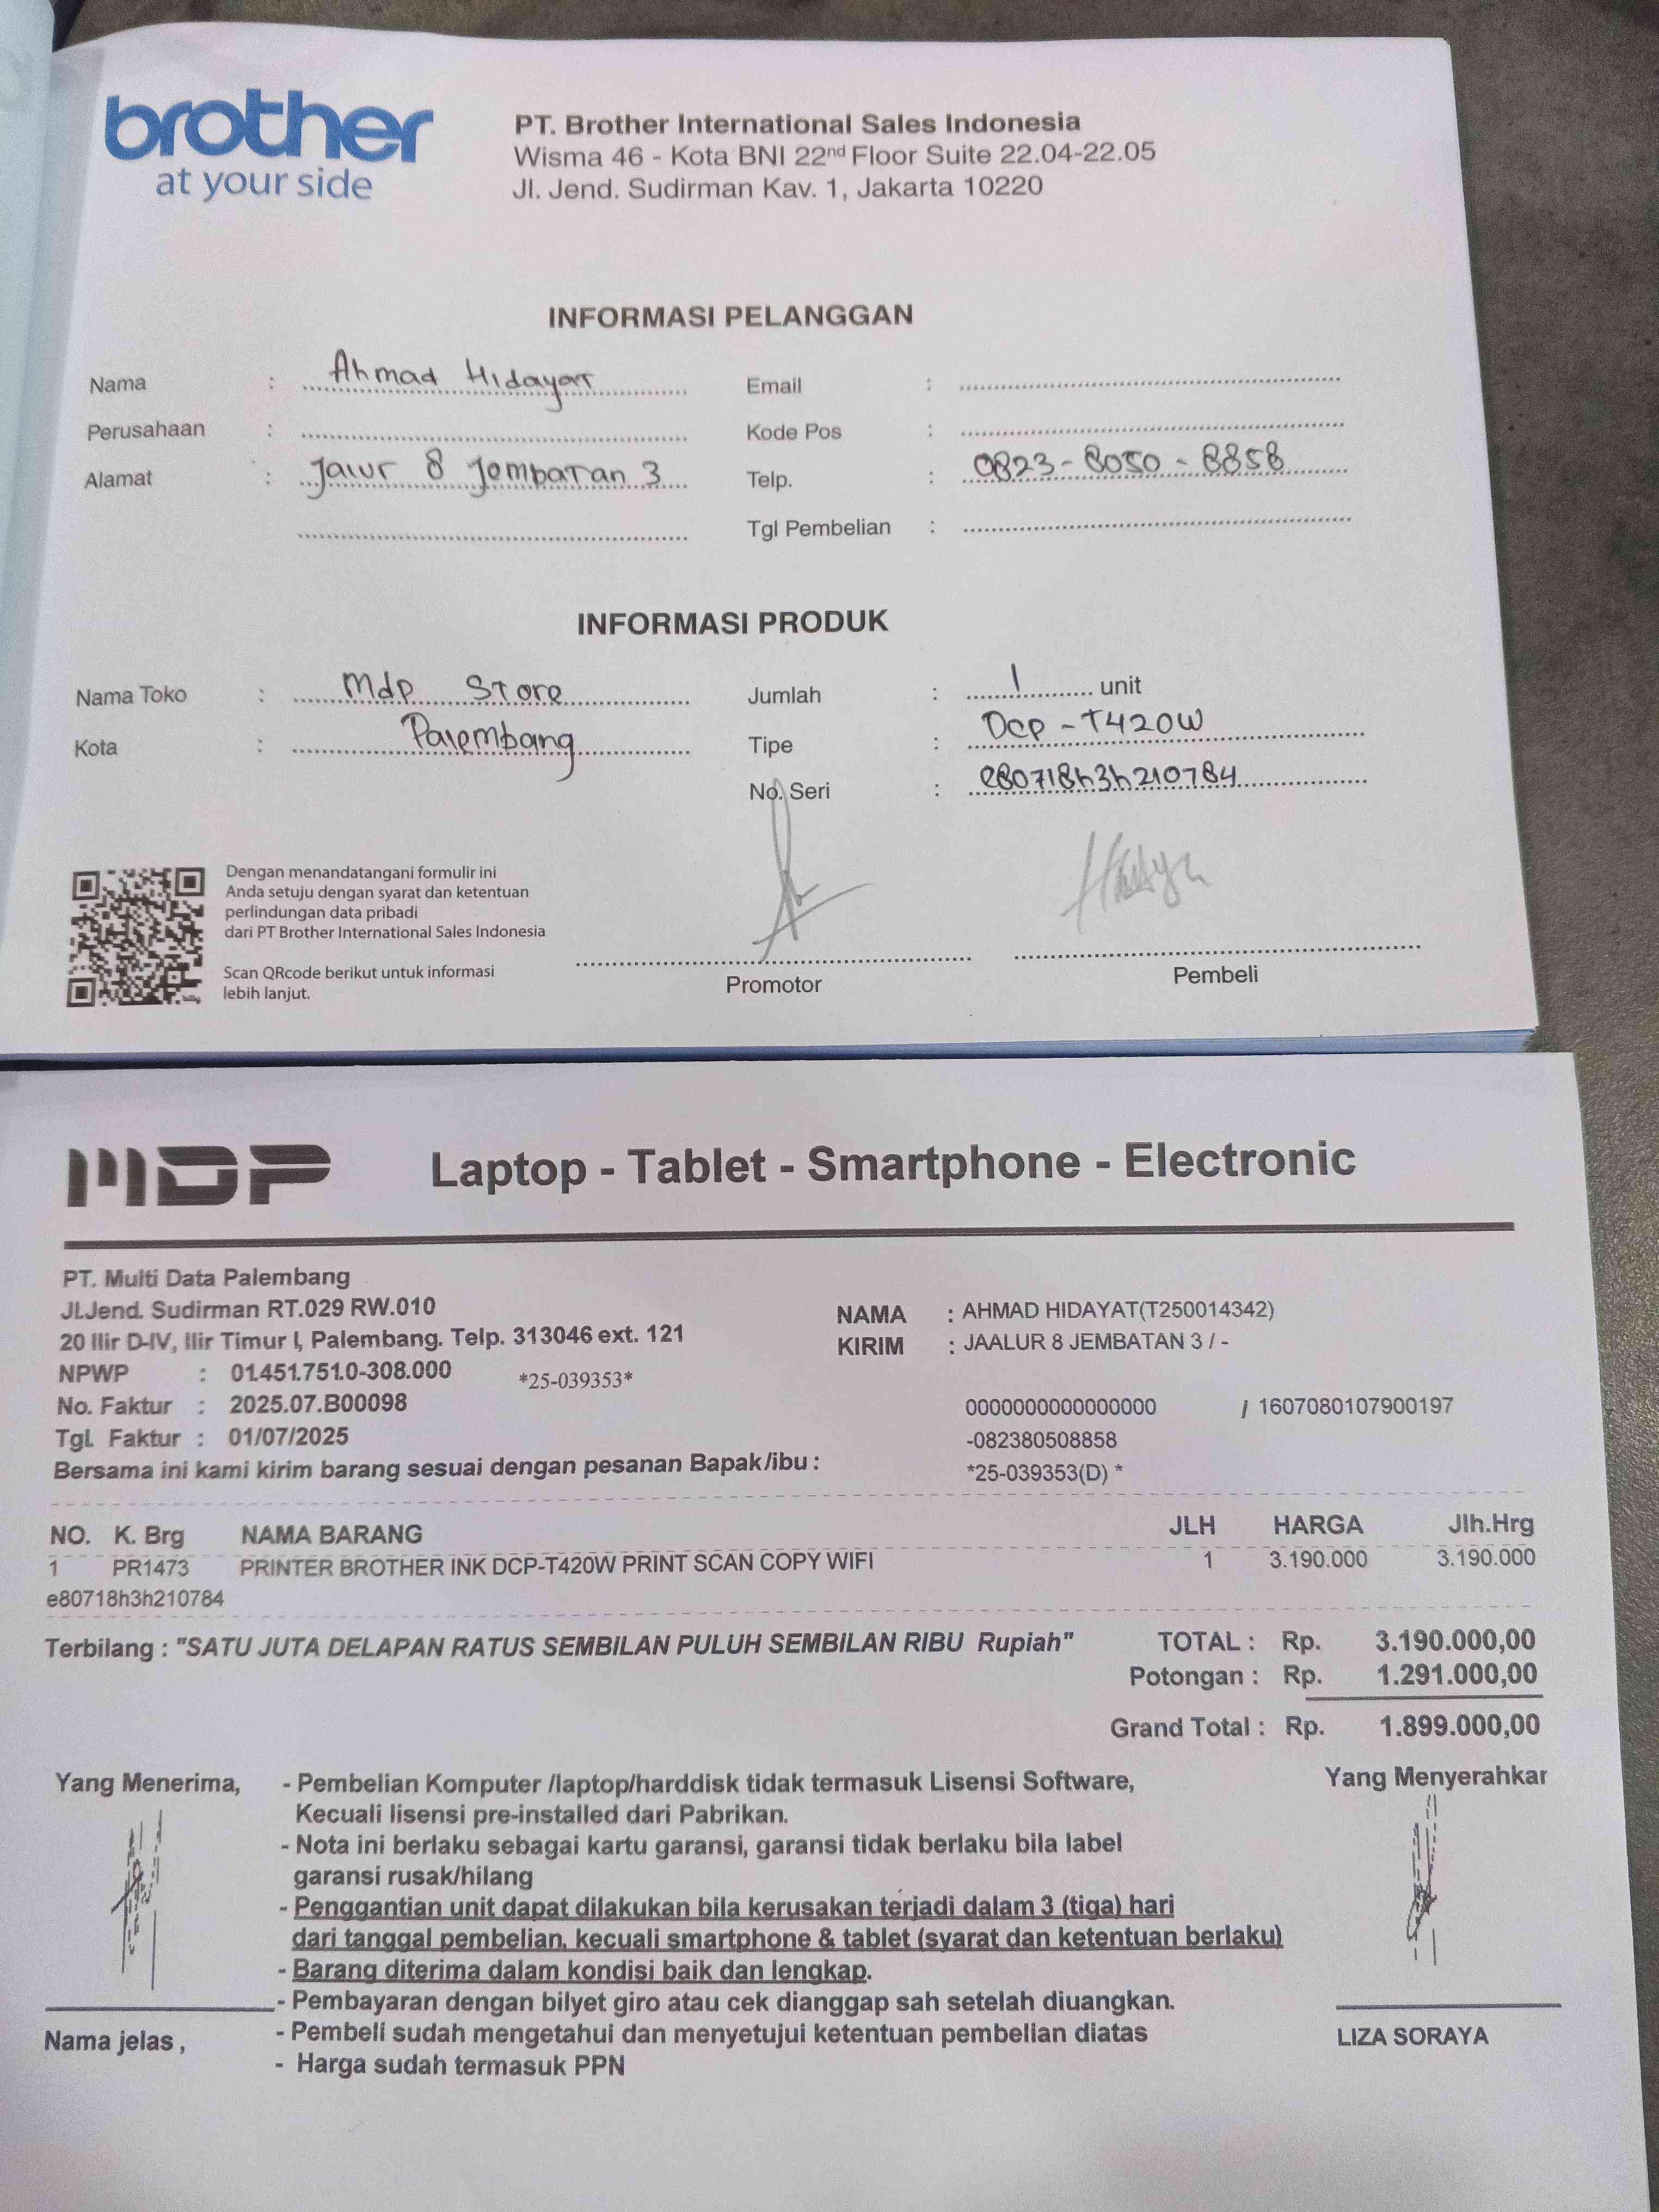 brother
at your side
PT. Brother International Sales Indonesia
Wisma 46 - Kota BNI 22nd Floor Suite 22.04-22.05
Jl. Jend. Sudirman Kav. 1, Jakarta 10220
INFORMASI PELANGGAN
Nama : Ahmad Hidayat
Perusahaan :
Alamat : Jalur 8 Jembatan 3
Email :
Kode Pos :
Telp. : 0823-8050-8858
Tgl Pembelian :
INFORMASI PRODUK
Nama Toko : Mdp Store
Kota : Palembang
Jumlah : 1 unit
Tipe : Dcp-T420W
No. Seri : e80718h3h210784
Dengan menandatangani formulir ini
Anda setuju dengan syarat dan ketentuan
perlindungan data pribadi
dari PT Brother International Sales Indonesia
Scan QRcode berikut untuk informasi
lebih lanjut.
Promotor
Pembeli
MDP
Laptop - Tablet - Smartphone - Electronic
PT. Multi Data Palembang
Jl.Jend. Sudirman RT.029 RW.010
20 Ilir D-IV, Ilir Timur I, Palembang. Telp. 313046 ext. 121
NPWP : 01.451.751.0-308.000 *25-039353*
No. Faktur : 2025.07.B00098
Tgl. Faktur : 01/07/2025
Bersama ini kami kirim barang sesuai dengan pesanan Bapak/ibu :
NAMA : AHMAD HIDAYAT(T250014342)
KIRIM : JAALUR 8 JEMBATAN 3 / -
0000000000000000 / 1607080107900197
-082380508858
*25-039353(D) *
NO. K. Brg NAMA BARANG JLH HARGA Jlh.Hrg
1 PR1473 PRINTER BROTHER INK DCP-T420W PRINT SCAN COPY WIFI 1 3.190.000 3.190.000
e80718h3h210784
Terbilang : "SATU JUTA DELAPAN RATUS SEMBILAN PULUH SEMBILAN RIBU Rupiah"
TOTAL : Rp. 3.190.000,00
Potongan : Rp. 1.291.000,00
Grand Total : Rp. 1.899.000,00
Yang Menerima,
- Pembelian Komputer /laptop/harddisk tidak termasuk Lisensi Software,
Kecuali lisensi pre-installed dari Pabrikan.
- Nota ini berlaku sebagai kartu garansi, garansi tidak berlaku bila label
garansi rusak/hilang
- Penggantian unit dapat dilakukan bila kerusakan terjadi dalam 3 (tiga) hari
dari tanggal pembelian, kecuali smartphone & tablet (syarat dan ketentuan berlaku)
- Barang diterima dalam kondisi baik dan lengkap.
- Pembayaran dengan bilyet giro atau cek dianggap sah setelah diuangkan.
- Pembeli sudah mengetahui dan menyetujui ketentuan pembelian diatas
- Harga sudah termasuk PPN
Nama jelas ,
Yang Menyerahkar
LIZA SORAYA